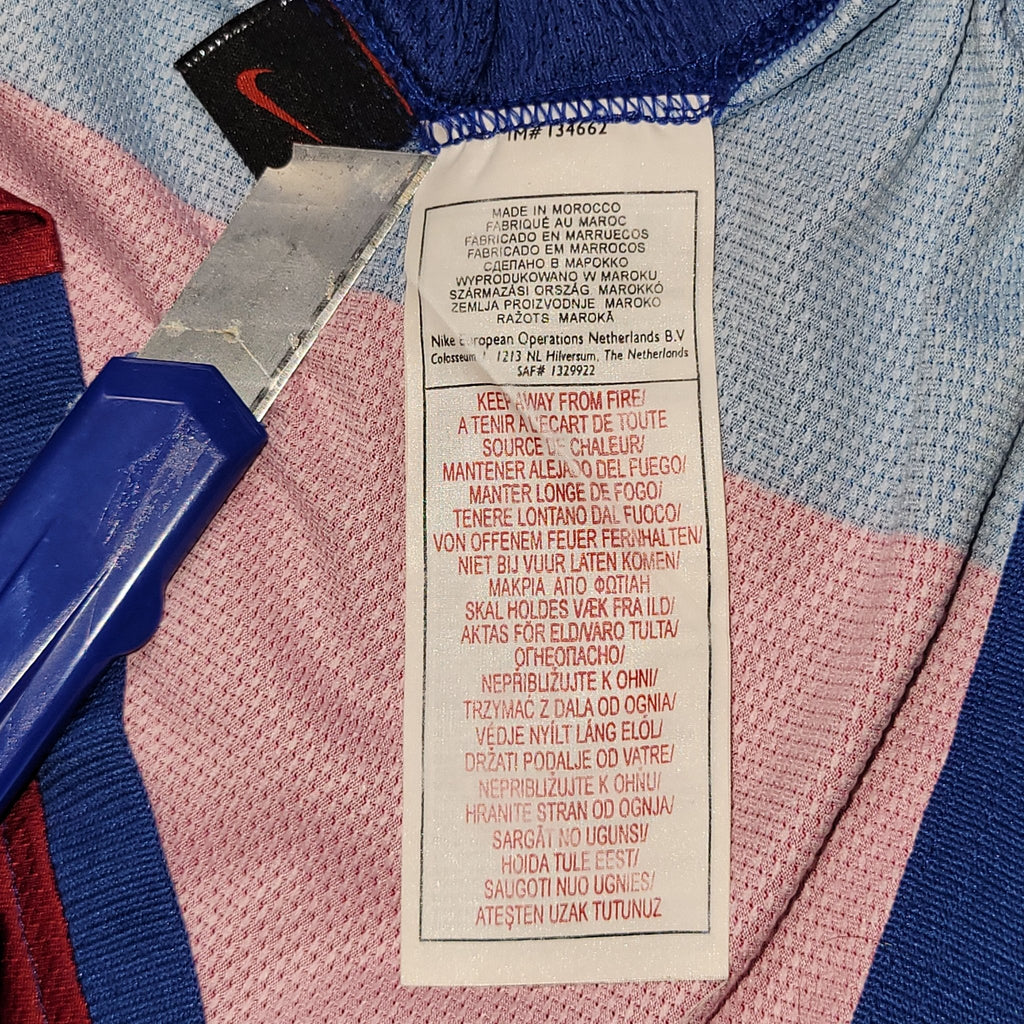 IM# 134662
MADE IN MOROCCO
FABRIQUÉ AU MAROC
FABRICADO EN MARRUECOS
FABRICADO EM MARROCOS
СДЕЛАНО В МАРОККО
WYPRODUKOWANO W MAROKU
SZÁRMAZÁSI ORSZÁG MAROKKÓ
ZEMLJA PROIZVODNJE MAROKO
RAŽOTS MAROKĀ
Nike European Operations Netherlands B.V
Colosseum 1213 NL Hilversum, The Netherlands
SAF# 1329922
KEEP AWAY FROM FIRE/
A TENIR A L'ECART DE TOUTE
SOURCE DE CHALEUR/
MANTENER ALEJADO DEL FUEGO/
MANTER LONGE DE FOGO/
TENERE LONTANO DAL FUOCO/
VON OFFENEM FEUER FERNHALTEN/
NIET BIJ VUUR LATEN KOMEN/
ΜΑΚΡΙΑ ΑΠΟ ΦΩΤΙΑΗ
SKAL HOLDES VÆK FRA ILD/
AKTAS FÖR ELD/VARO TULTA/
ОГНЕОПАСНО/
NEPŘIBLIŽUJTE K OHNI/
TRZYMAĆ Z DALA OD OGNIA/
VÉDJE NYÍLT LÁNG ELŐL/
DRŽATI PODALJE OD VATRE/
NEPRIBLIŽUJTE K OHŇU/
HRANITE STRAN OD OGNJA/
SARGĀT NO UGUNS!/
HOIDA TULE EEST/
SAUGOTI NUO UGNIES/
ATEŞTEN UZAK TUTUNUZ